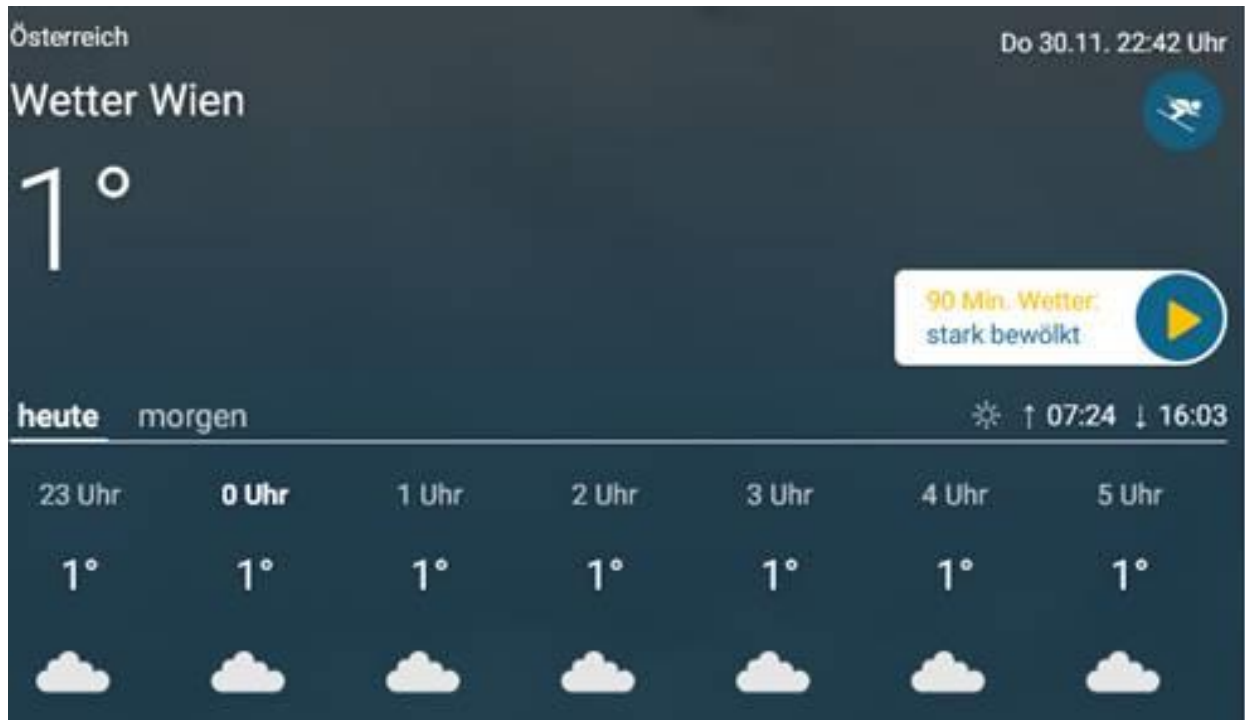 Österreich
Do 30.11. 22:42 Uhr
Wetter Wien
1°
90 Min. Wetter:
stark bewölkt
heute morgen
↑ 07:24 ↓ 16:03
23 Uhr 0 Uhr 1 Uhr 2 Uhr 3 Uhr 4 Uhr 5 Uhr
1° 1° 1° 1° 1° 1° 1°